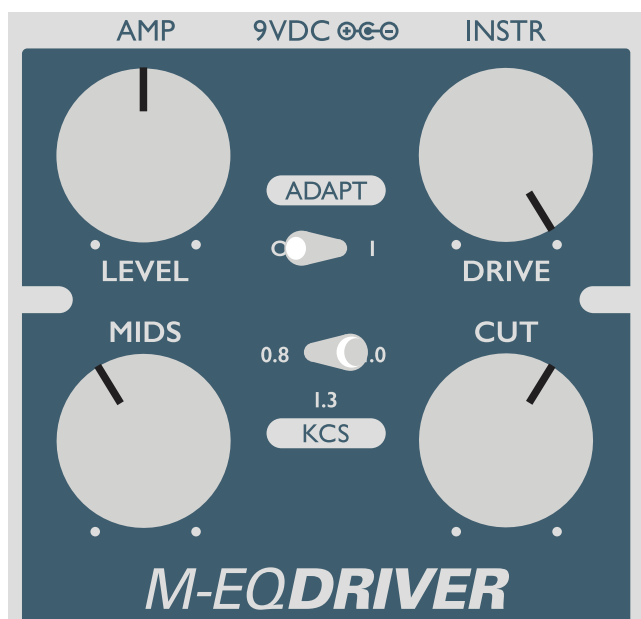 AMP 9VDC INSTR
ADAPT
O I
LEVEL DRIVE
MIDS CUT
0.8 .0
1.3
KCS
M-EQDRIVER